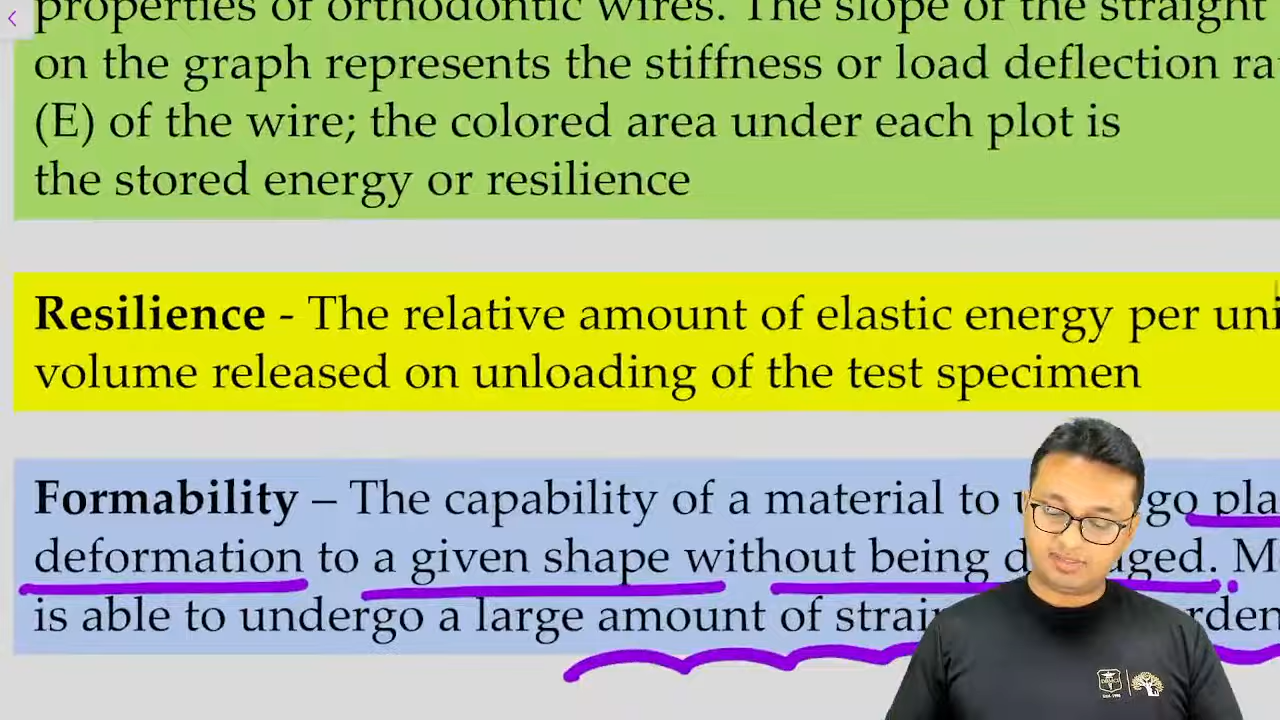 properties of orthodontic wires. The slope of the straight
on the graph represents the stiffness or load deflection
(E) of the wire; the colored area under each plot is
the stored energy or resilience
Resilience - The relative amount of elastic energy per
volume released on unloading of the test specimen
Formability – The capability of a material to
deformation to a given shape without being
is able to undergo a large amount of